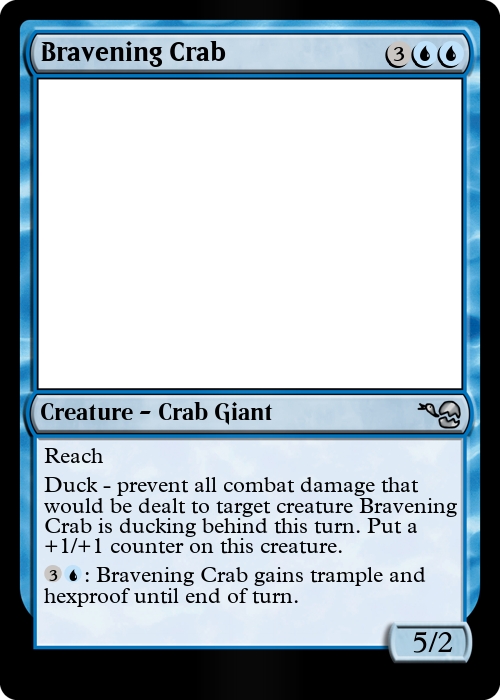 Bravening Crab 3
Creature – Crab Giant
Reach
Duck - prevent all combat damage that
would be dealt to target creature Bravening
Crab is ducking behind this turn. Put a
+1/+1 counter on this creature.
3 : Bravening Crab gains trample and
hexproof until end of turn.
5/2